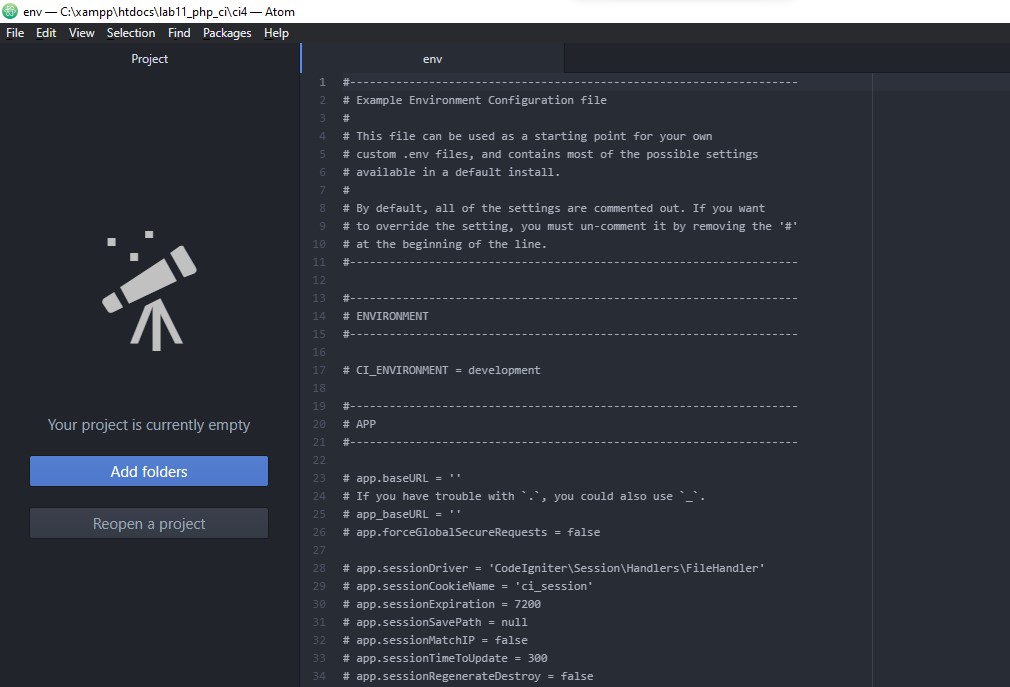 env — C:\xampp\htdocs\lab11_php_ci\ci4 — Atom
File Edit View Selection Find Packages Help
Project
env
Your project is currently empty
Add folders
Reopen a project
1 #--------------------------------------------------------------------
2 # Example Environment Configuration file
3 #
4 # This file can be used as a starting point for your own
5 # custom .env files, and contains most of the possible settings
6 # available in a default install.
7 #
8 # By default, all of the settings are commented out. If you want
9 # to override the setting, you must un-comment it by removing the '#'
10 # at the beginning of the line.
11 #--------------------------------------------------------------------
12
13 #--------------------------------------------------------------------
14 # ENVIRONMENT
15 #--------------------------------------------------------------------
16
17 # CI_ENVIRONMENT = development
18
19 #--------------------------------------------------------------------
20 # APP
21 #--------------------------------------------------------------------
22
23 # app.baseURL = ''
24 # If you have trouble with `.`, you could also use `_`.
25 # app_baseURL = ''
26 # app.forceGlobalSecureRequests = false
27
28 # app.sessionDriver = 'CodeIgniter\Session\Handlers\FileHandler'
29 # app.sessionCookieName = 'ci_session'
30 # app.sessionExpiration = 7200
31 # app.sessionSavePath = null
32 # app.sessionMatchIP = false
33 # app.sessionTimeToUpdate = 300
34 # app.sessionRegenerateDestroy = false